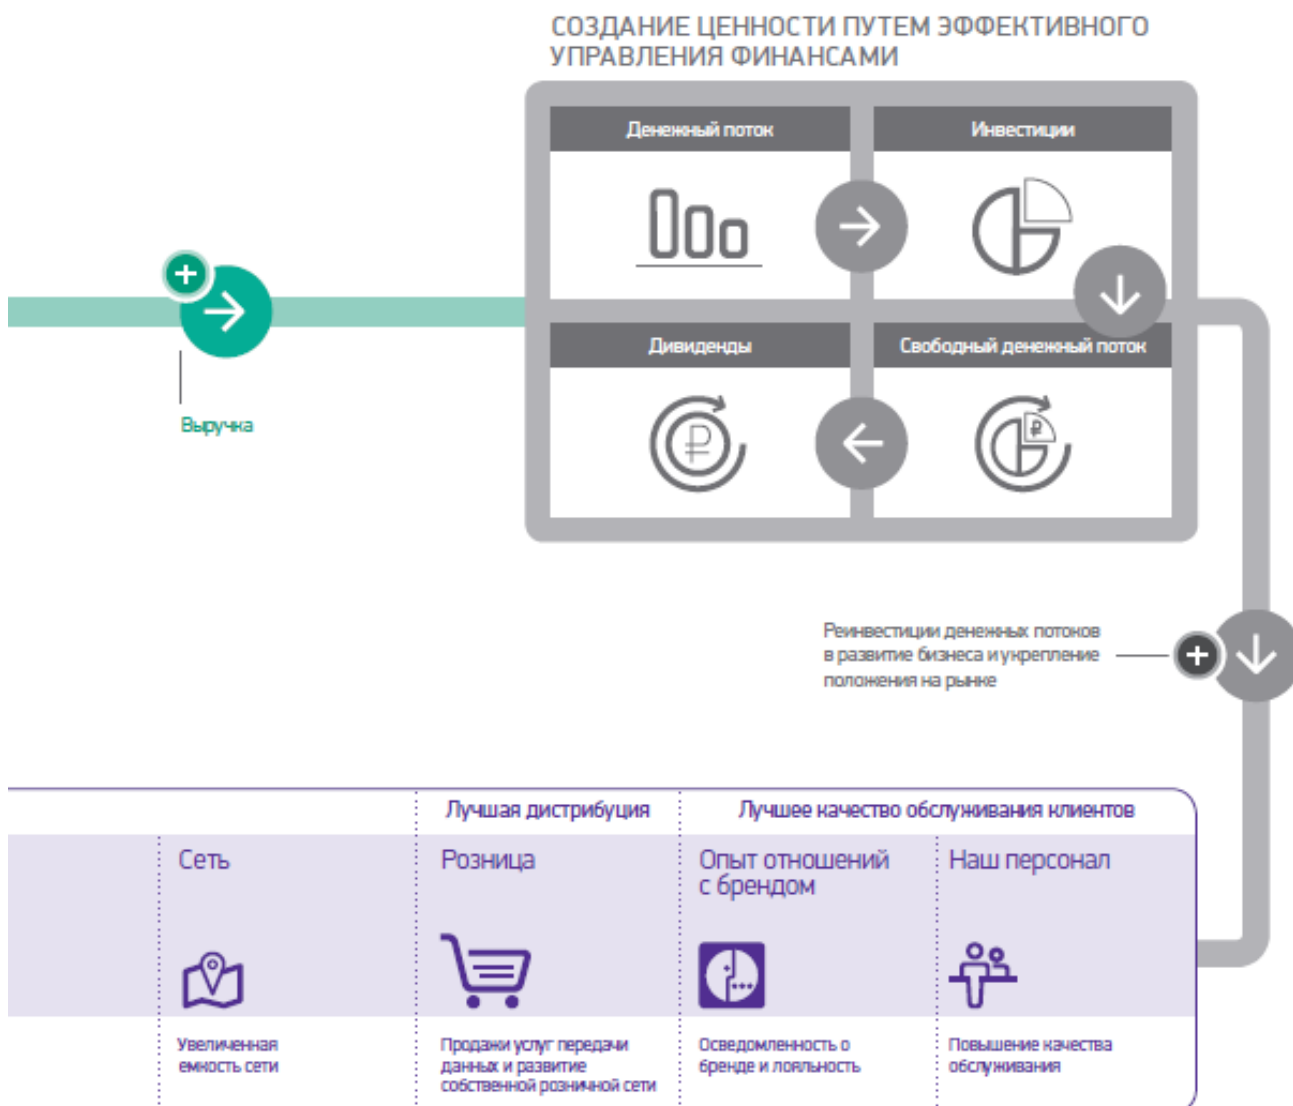 СОЗДАНИЕ ЦЕННОСТИ ПУТЕМ ЭФФЕКТИВНОГО
УПРАВЛЕНИЯ ФИНАНСАМИ
Денежный поток
Инвестиции
Дивиденды
Свободный денежный поток
₽
₽
Выручка
Реинвестиции денежных потоков
в развитие бизнеса и укрепление
положения на рынке
Лучшая дистрибуция
Лучшее качество обслуживания клиентов
Сеть
Розница
Опыт отношений
с брендом
Наш персонал
Увеличенная
емкость сети
Продажи услуг передачи
данных и развитие
собственной розничной сети
Осведомленность о
бренде и лояльность
Повышение качества
обслуживания